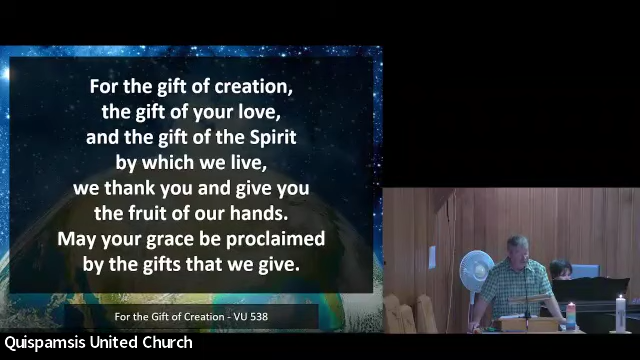 For the gift of creation,
the gift of your love,
and the gift of the Spirit
by which we live,
we thank you and give you
the fruit of our hands.
May your grace be proclaimed
by the gifts that we give.
For the Gift of Creation - VU 538
Quispamsis United Church